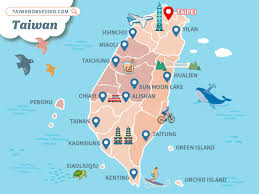 TAIWANOBSESSED.COM
Taiwan
TAIPEI
HSINCHU
YILAN
MIAOLI
TAICHUNG
HUALIEN
SUN MOON LAKE
CHIAYI
ALISHAN
PENGHU
TAINAN
TAITUNG
KAOHSIUNG
GREEN ISLAND
XIAOLIUQIU
KENTING
ORCHID ISLAND